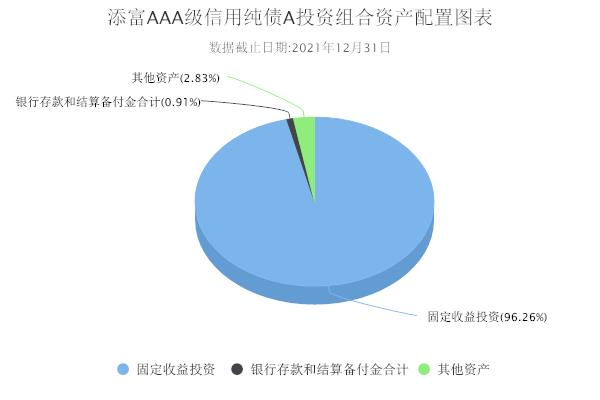 添富AAA级信用纯债A投资组合资产配置图表
数据截止日期:2021年12月31日
其他资产(2.83%)
银行存款和结算备付金合计(0.91%)
固定收益投资(96.26%)
固定收益投资 银行存款和结算备付金合计 其他资产